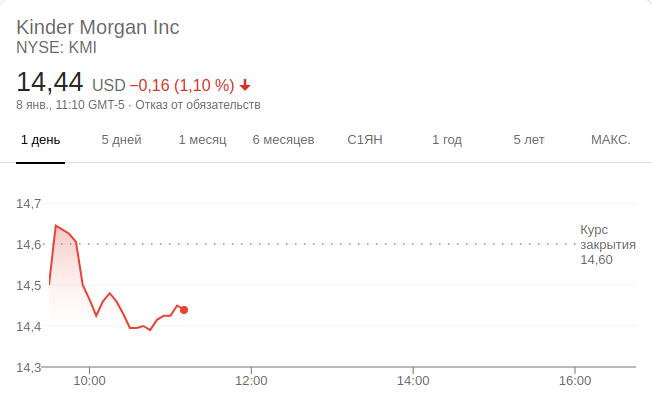 Kinder Morgan Inc
NYSE: KMI
14,44 USD −0,16 (1,10 %)
8 янв., 11:10 GMT-5 · Отказ от обязательств
1 день 5 дней 1 месяц 6 месяцев С1ЯН 1 год 5 лет МАКС.
14,7
Курс
14,6 закрытия
14,60
14,5
14,4
14,3
10:00 12:00 14:00 16:00